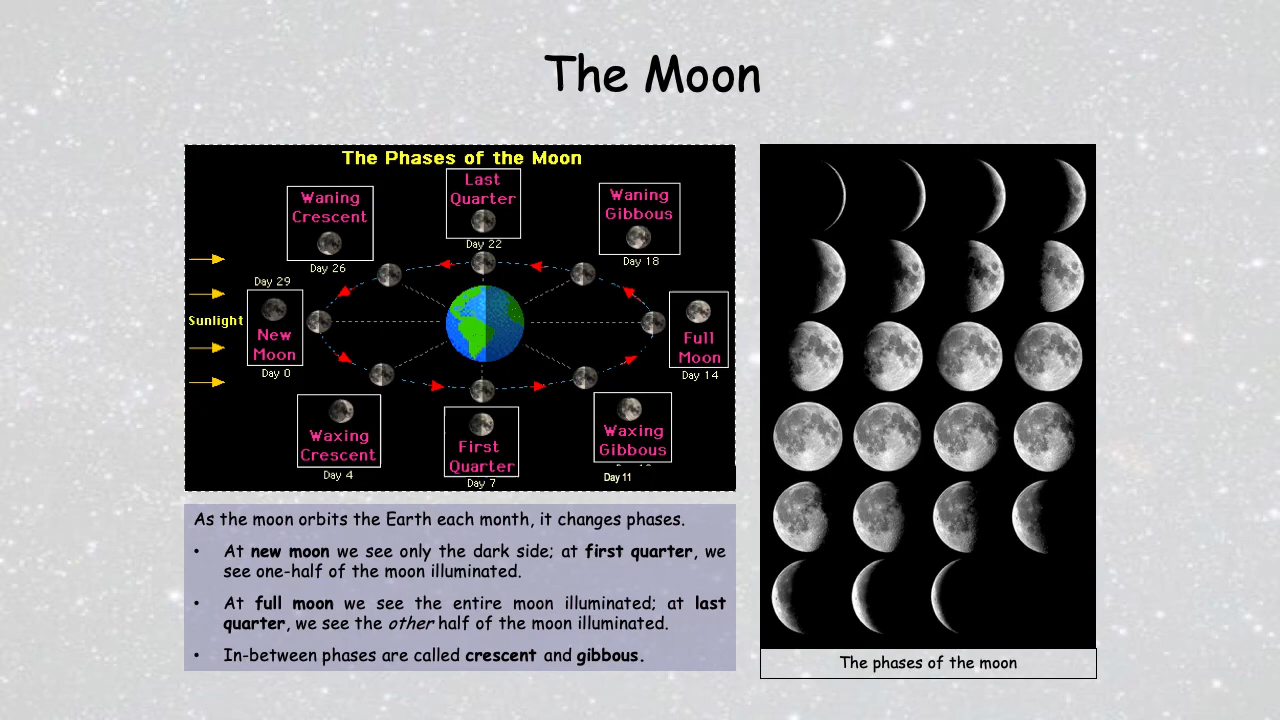 The Moon
The Phases of the Moon
Waning
Crescent
Day 26
Last
Quarter
Day 22
Waning
Gibbous
Day 18
Day 29
New
Moon
Day 0
Sunlight
Full
Moon
Day 14
Waxing
Crescent
Day 4
First
Quarter
Day 7
Waxing
Gibbous
Day 11
As the moon orbits the Earth each month, it changes phases.
• At new moon we see only the dark side; at first quarter, we
see one-half of the moon illuminated.
• At full moon we see the entire moon illuminated; at last
quarter, we see the other half of the moon illuminated.
• In-between phases are called crescent and gibbous.
The phases of the moon